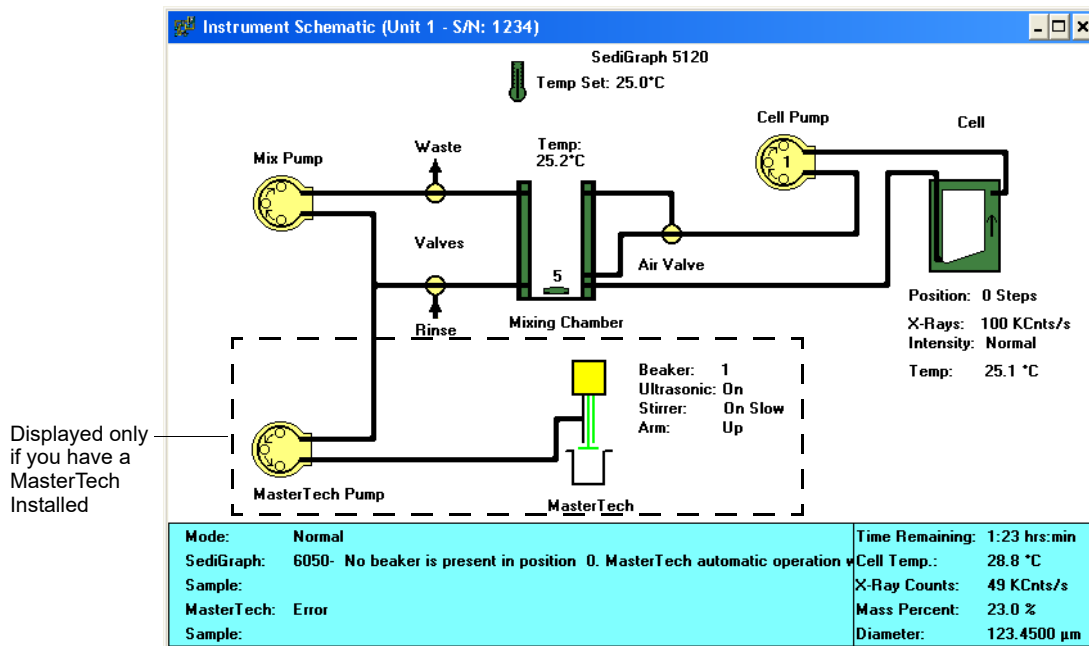 Instrument Schematic (Unit 1 - S/N: 1234)
SediGraph 5120
Temp Set: 25.0°C
Cell Pump
Cell
Waste
Temp:
25.2°C
Mix Pump
1
Valves
Air Valve
5
Position: 0 Steps
Rinse
Mixing Chamber
X-Rays: 100 KCnts/s
Intensity: Normal
Temp: 25.1 °C
Beaker: 1
Ultrasonic: On
Stirrer: On Slow
Arm: Up
Displayed only
if you have a
MasterTech
Installed
MasterTech Pump
MasterTech
Mode: Normal
SediGraph: 6050- No beaker is present in position 0. MasterTech automatic operation
Sample:
MasterTech: Error
Sample:
Time Remaining: 1:23 hrs:min
Cell Temp.: 28.8 °C
X-Ray Counts: 49 KCnts/s
Mass Percent: 23.0 %
Diameter: 123.4500 µm